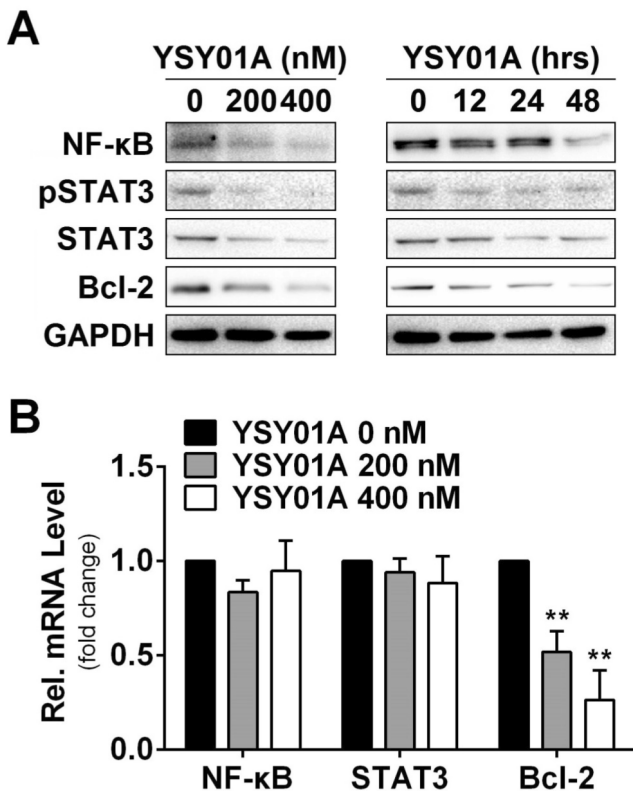 A
YSY01A (nM) YSY01A (hrs)
0 200 400 0 12 24 48
NF-κB
pSTAT3
STAT3
Bcl-2
GAPDH
B
YSY01A 0 nM
YSY01A 200 nM
YSY01A 400 nM
Rel. mRNA Level
(fold change)
1.5
1.0
0.5
0.0
** **
NF-κB STAT3 Bcl-2